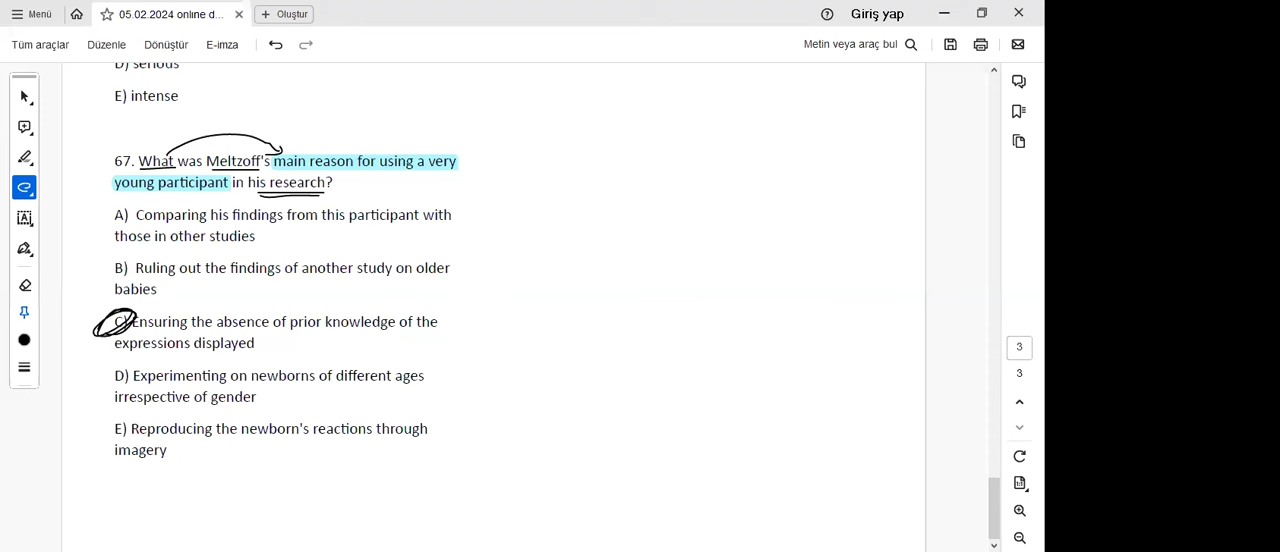 Menü
05.02.2024 online d...
Oluştur
Giriş yap
Tüm araçlar
Düzenle
Dönüştür
E-imza
Metin veya araç bul
D) serious
E) intense
67. What was Meltzoff's main reason for using a very
young participant in his research?
A) Comparing his findings from this participant with
those in other studies
B) Ruling out the findings of another study on older
babies
C) Ensuring the absence of prior knowledge of the
expressions displayed
D) Experimenting on newborns of different ages
irrespective of gender
E) Reproducing the newborn's reactions through
imagery
3
3